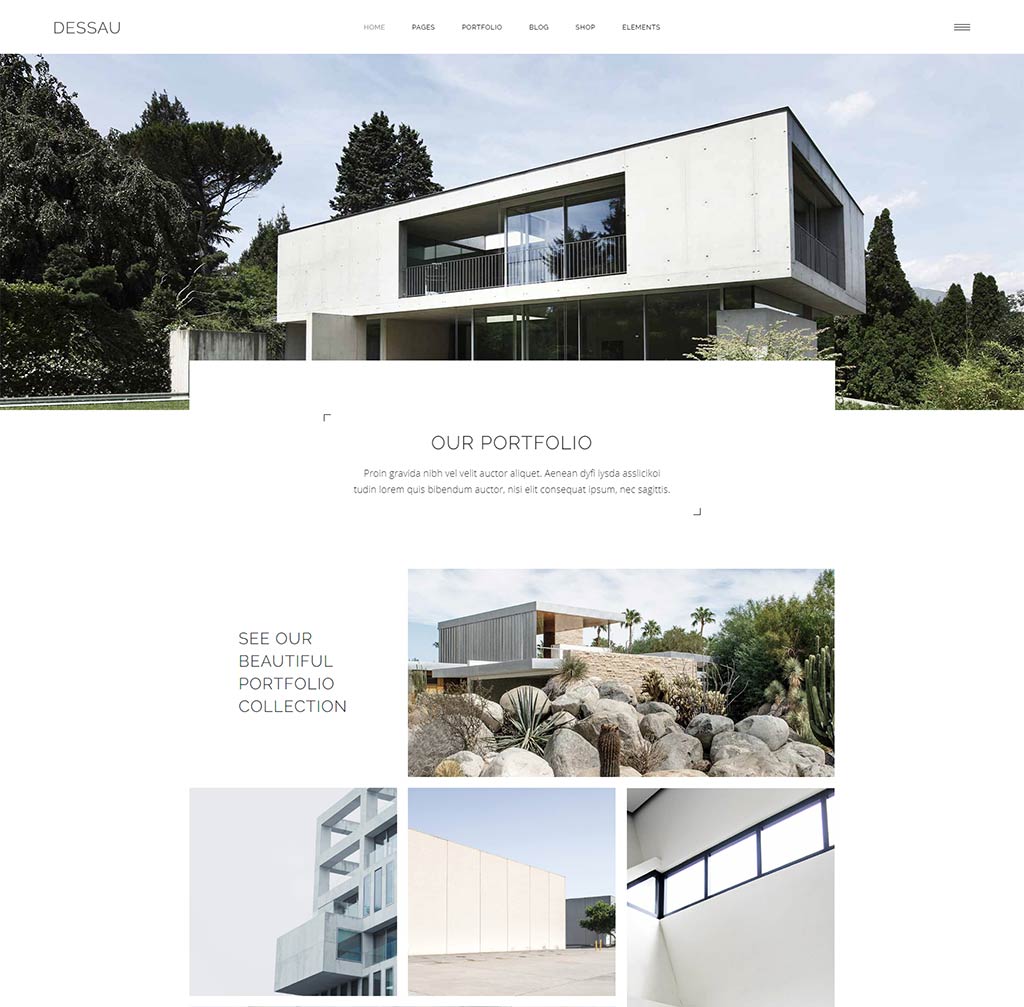 DESSAU
HOME PAGES PORTFOLIO BLOG SHOP ELEMENTS
OUR PORTFOLIO
Proin gravida nibh vel velit auctor aliquet. Aenean dyfi lysda asslicikoi
tudin lorem quis bibendum auctor, nisi elit consequat ipsum, nec sagittis.
SEE OUR
BEAUTIFUL
PORTFOLIO
COLLECTION